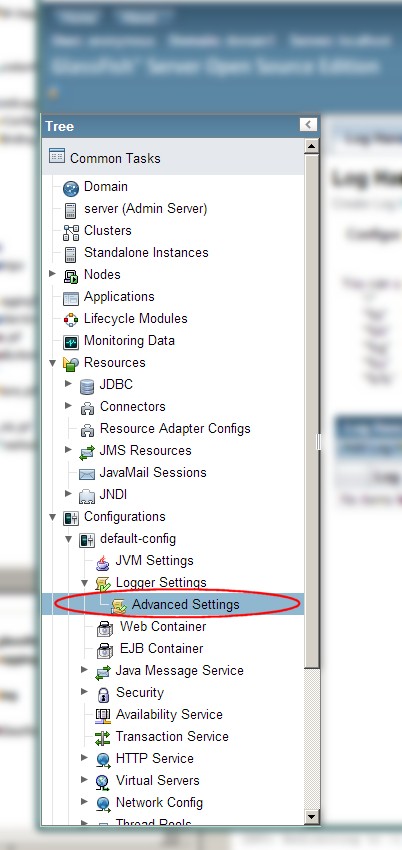 GlassFish™ Server Open Source Edition
Tree
Common Tasks
Domain
server (Admin Server)
Clusters
Standalone Instances
Nodes
Applications
Lifecycle Modules
Monitoring Data
Resources
JDBC
Connectors
Resource Adapter Configs
JMS Resources
JavaMail Sessions
JNDI
Configurations
default-config
JVM Settings
Logger Settings
Advanced Settings
Web Container
EJB Container
Java Message Service
Security
Availability Service
Transaction Service
HTTP Service
Virtual Servers
Network Config
Thread Pools